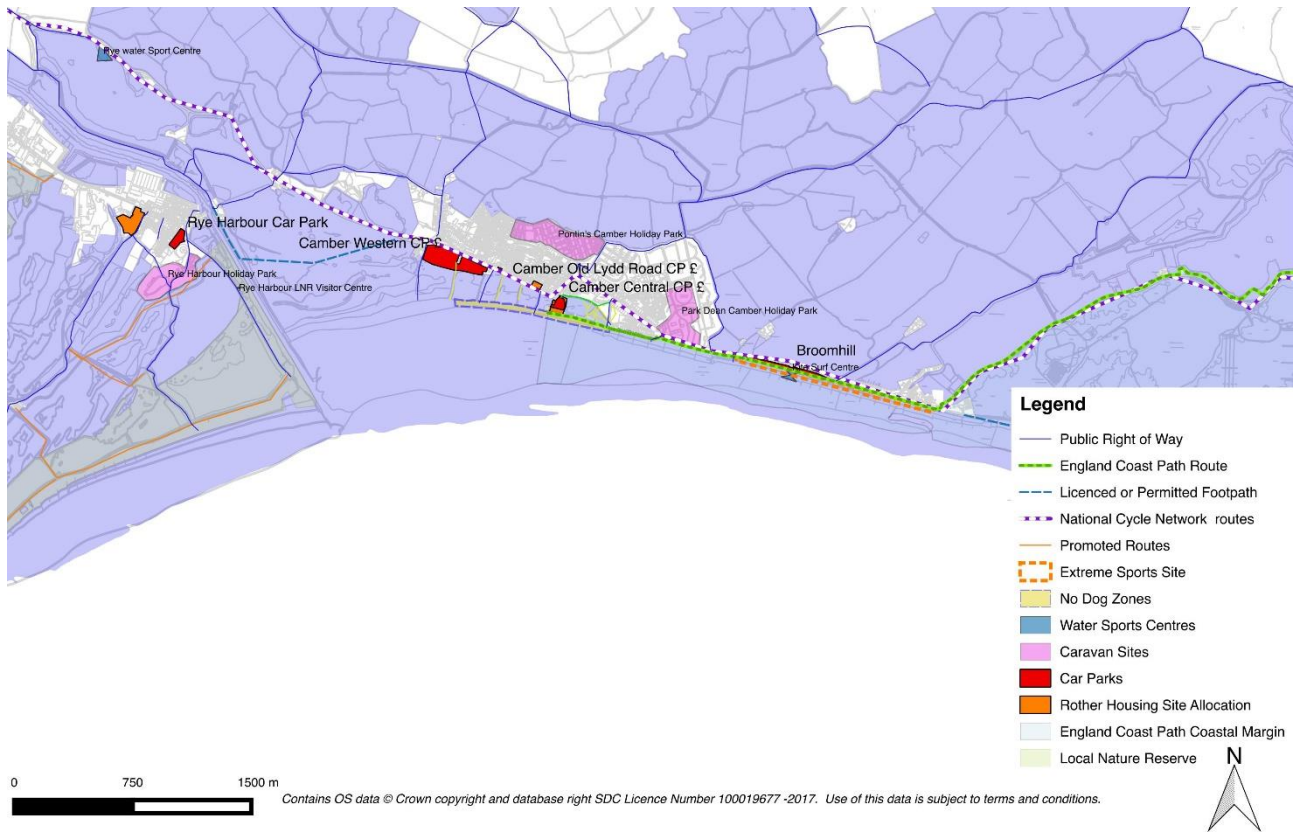 Rye water Sport Centre
Rye Harbour Car Park
Camber Western CP £
Pontin's Camber Holiday Park
Camber Old Lydd Road CP £
Rye Harbour Holiday Park
Rye Harbour LNR Visitor Centre
Camber Central CP £
Park Dean Camber Holiday Park
Broomhill
Kite Surf Centre
Legend
Public Right of Way
England Coast Path Route
Licenced or Permitted Footpath
National Cycle Network routes
Promoted Routes
Extreme Sports Site
No Dog Zones
Water Sports Centres
Caravan Sites
Car Parks
Rother Housing Site Allocation
England Coast Path Coastal Margin
Local Nature Reserve
N
0 750 1500 m
Contains OS data © Crown copyright and database right SDC Licence Number 100019677 -2017. Use of this data is subject to terms and conditions.